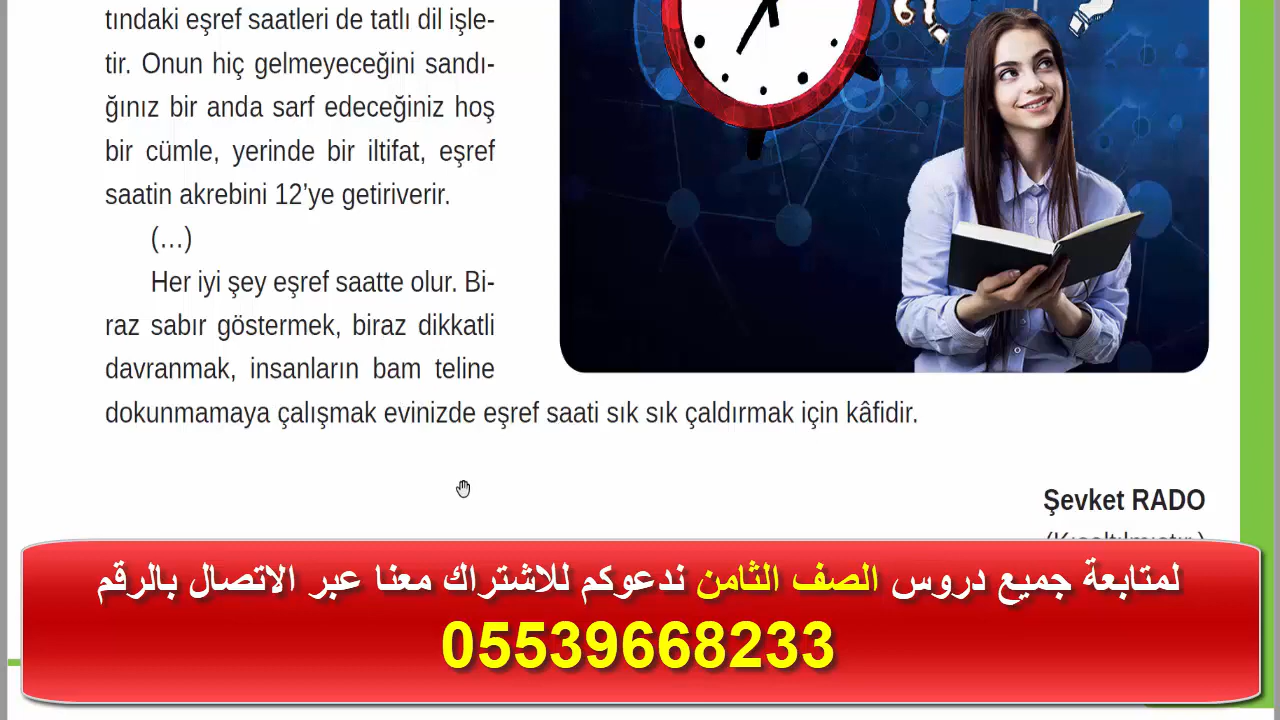 tındaki eşref saatleri de tatlı dil işle-
tir. Onun hiç gelmeyeceğini sandı-
ğınız bir anda sarf edeceğiniz hoş
bir cümle, yerinde bir iltifat, eşref
saatin akrebini 12’ye getiriverir.
(…)
Her iyi şey eşref saatte olur. Bi-
raz sabır göstermek, biraz dikkatli
davranmak, insanların bam teline
dokunmamaya çalışmak evinizde eşref saati sık sık çaldırmak için kâfidir.
Şevket RADO
لمتابعة جميع دروس الصف الثامن ندعوكم للاشتراك معنا عبر الاتصال بالرقم
05539668233